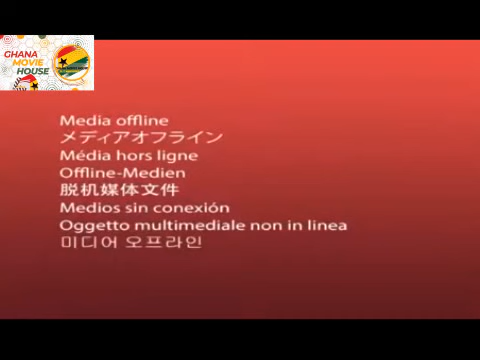 GHANA
MOVIE
HOUSE
Media offline
メディアオフライン
Média hors ligne
Offline-Medien
脱机媒体文件
Medios sin conexión
Oggetto multimediale non in linea
미디어 오프라인